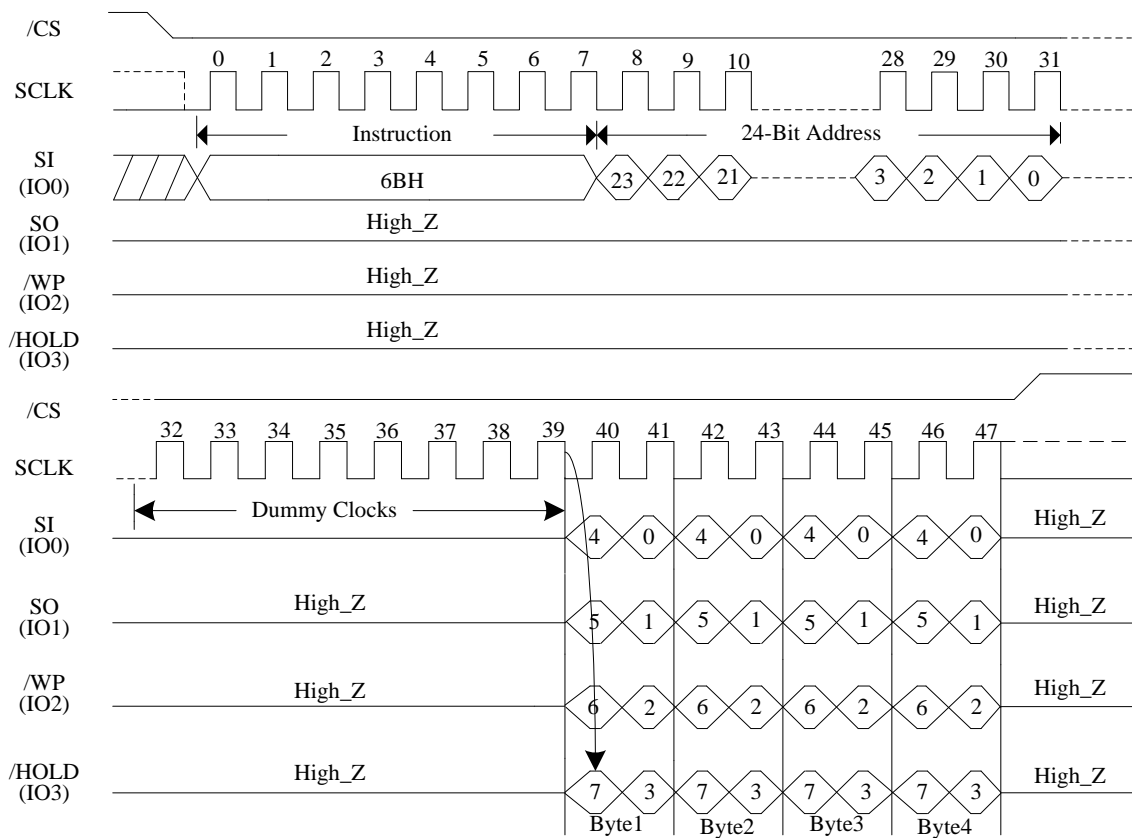 /CS
0 1 2 3 4 5 6 7 8 9 10 28 29 30 31
SCLK
Instruction 24-Bit Address
SI
(IO0)
6BH 23 22 21 3 2 1 0
SO
(IO1)
High_Z
/WP
(IO2)
High_Z
/HOLD
(IO3)
High_Z
/CS
32 33 34 35 36 37 38 39 40 41 42 43 44 45 46 47
SCLK
Dummy Clocks
SI
(IO0)
4 0 4 0 4 0 4 0 High_Z
SO
(IO1)
High_Z 5 1 5 1 5 1 5 1 High_Z
/WP
(IO2)
High_Z 6 2 6 2 6 2 6 2 High_Z
/HOLD
(IO3)
High_Z 7 3 7 3 7 3 7 3 High_Z
Byte1 Byte2 Byte3 Byte4